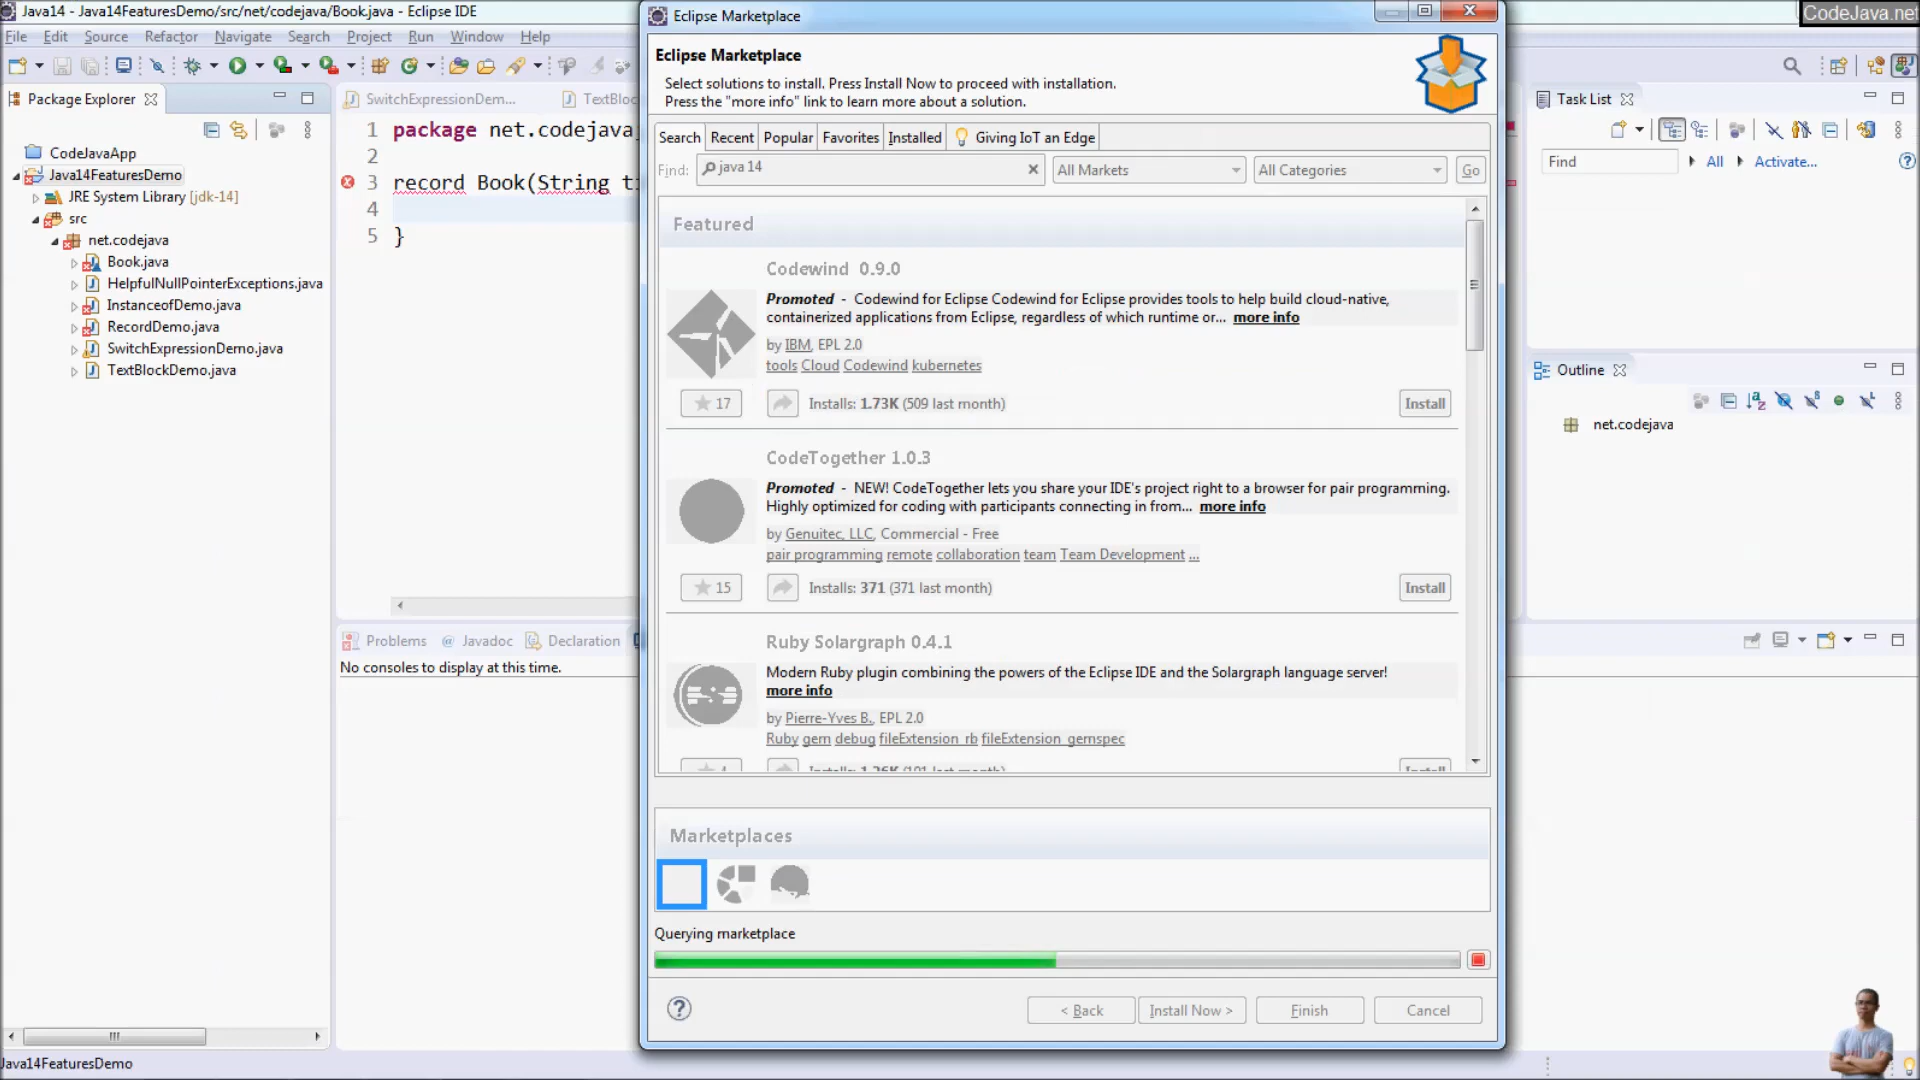 Java14 - Java14FeaturesDemo/src/net/codejava/Book.java - Eclipse IDE
CodeJava.net
File Edit Source Refactor Navigate Search Project Run Window Help
Package Explorer
CodeJavaApp
Java14FeaturesDemo
JRE System Library [jdk-14]
src
net.codejava
Book.java
HelpfulNullPointerExceptions.java
InstanceofDemo.java
RecordDemo.java
SwitchExpressionDemo.java
TextBlockDemo.java
Java14FeaturesDemo
SwitchExpressionDem... TextBloc
1 package net.codejava
2
3 record Book(String ti
4
5 }
Problems @ Javadoc Declaration
No consoles to display at this time.
Eclipse Marketplace
Eclipse Marketplace
Select solutions to install. Press Install Now to proceed with installation.
Press the "more info" link to learn more about a solution.
Search Recent Popular Favorites Installed Giving IoT an Edge
Find: java 14 All Markets All Categories Go
Featured
Codewind 0.9.0
Promoted - Codewind for Eclipse Codewind for Eclipse provides tools to help build cloud-native,
containerized applications from Eclipse, regardless of which runtime or... more info
by IBM, EPL 2.0
tools Cloud Codewind kubernetes
17 Installs: 1.73K (509 last month) Install
CodeTogether 1.0.3
Promoted - NEW! CodeTogether lets you share your IDE's project right to a browser for pair programming.
Highly optimized for coding with participants connecting in from... more info
by Genuitec, LLC, Commercial - Free
pair programming remote collaboration team Team Development ...
15 Installs: 371 (371 last month) Install
Ruby Solargraph 0.4.1
Modern Ruby plugin combining the powers of the Eclipse IDE and the Solargraph language server!
more info
by Pierre-Yves B., EPL 2.0
Ruby gem debug fileExtension_rb fileExtension_gemspec
Installs: 1.26K (101 last month) Install
Marketplaces
Querying marketplace
< Back Install Now > Finish Cancel
Task List
Find All Activate...
Outline
net.codejava